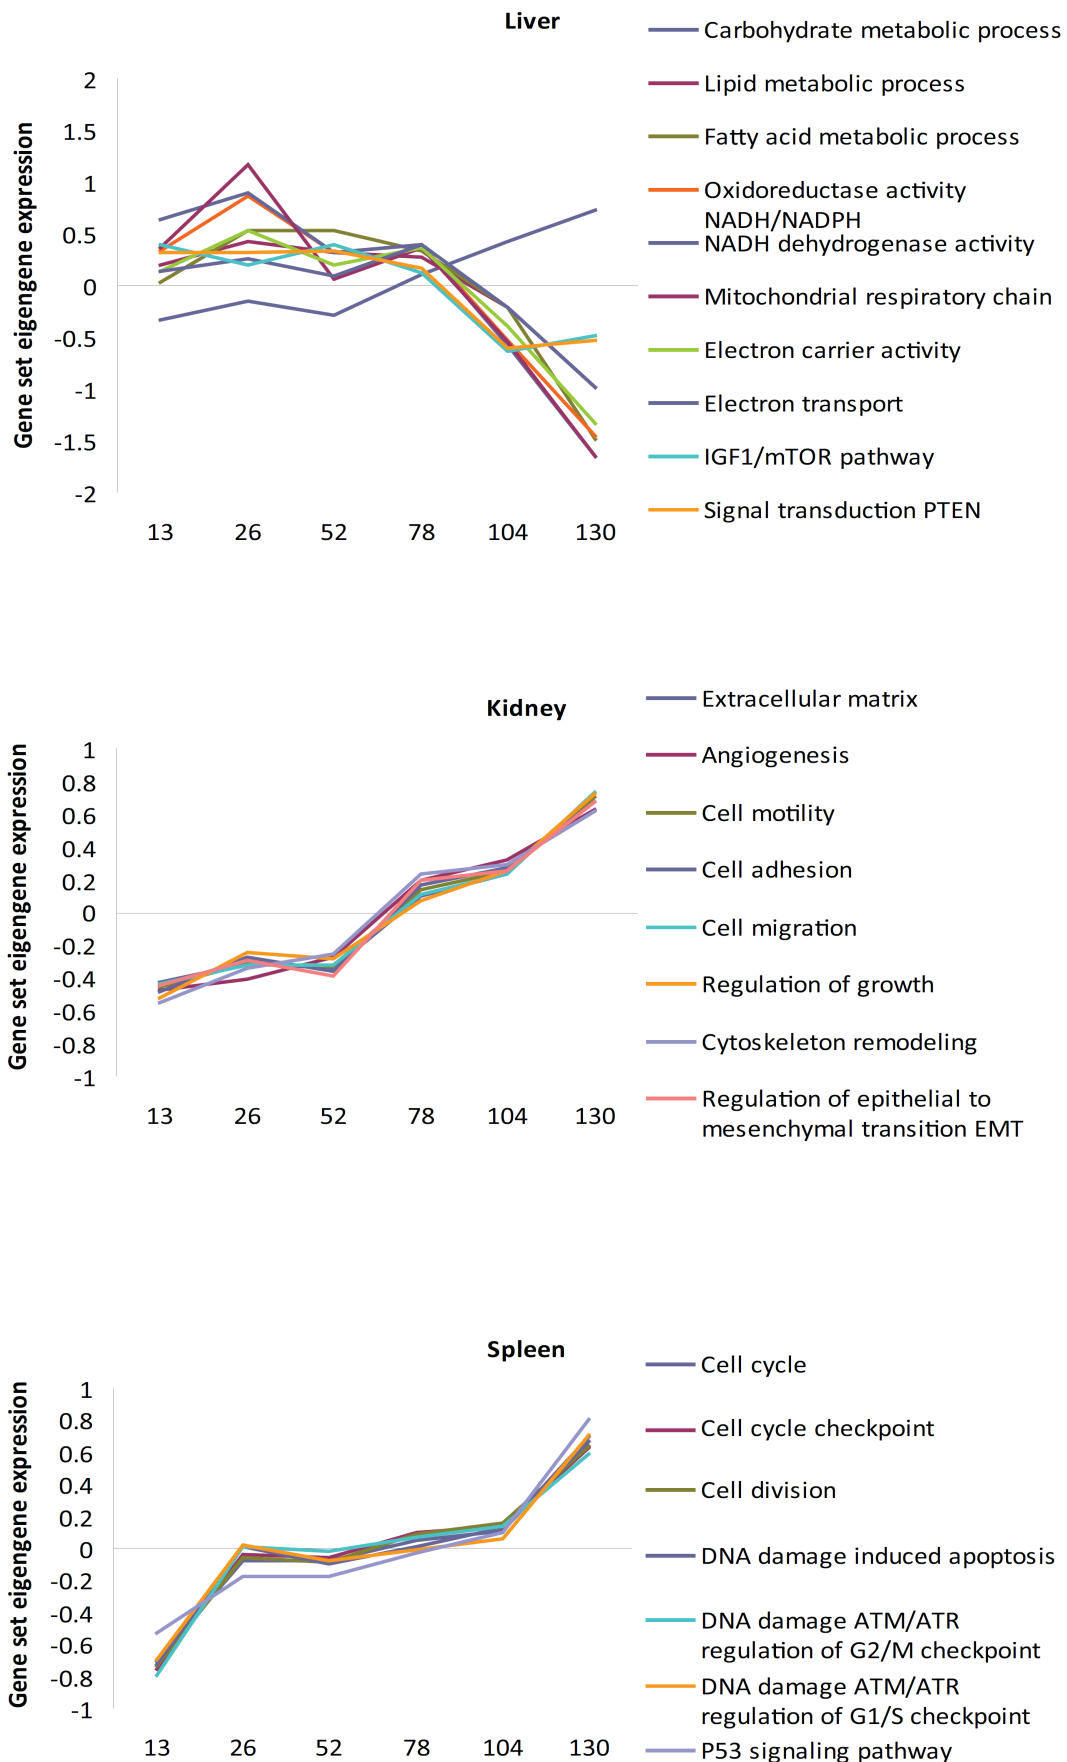 Liver
Gene set eigengene expression
2
1.5
1
0.5
0
-0.5
-1
-1.5
-2
13 26 52 78 104 130
Carbohydrate metabolic process
Lipid metabolic process
Fatty acid metabolic process
Oxidoreductase activity
NADH/NADPH
NADH dehydrogenase activity
Mitochondrial respiratory chain
Electron carrier activity
Electron transport
IGF1/mTOR pathway
Signal transduction PTEN
Kidney
Gene set eigengene expression
1
0.8
0.6
0.4
0.2
0
-0.2
-0.4
-0.6
-0.8
-1
13 26 52 78 104 130
Extracellular matrix
Angiogenesis
Cell motility
Cell adhesion
Cell migration
Regulation of growth
Cytoskeleton remodeling
Regulation of epithelial to
mesenchymal transition EMT
Spleen
Gene set eigengene expression
1
0.8
0.6
0.4
0.2
0
-0.2
-0.4
-0.6
-0.8
-1
13 26 52 78 104 130
Cell cycle
Cell cycle checkpoint
Cell division
DNA damage induced apoptosis
DNA damage ATM/ATR
regulation of G2/M checkpoint
DNA damage ATM/ATR
regulation of G1/S checkpoint
P53 signaling pathway